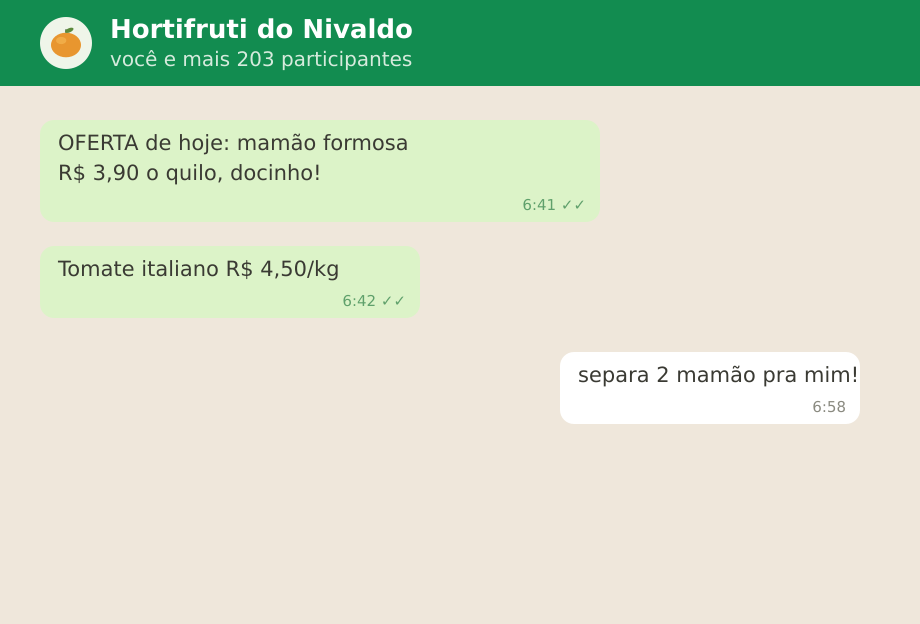 Hortifruti do Nivaldo
você e mais 203 participantes
OFERTA de hoje: mamão formosa
R$ 3,90 o quilo, docinho!
6:41 ✓✓
Tomate italiano R$ 4,50/kg
6:42 ✓✓
separa 2 mamão pra mim!
6:58